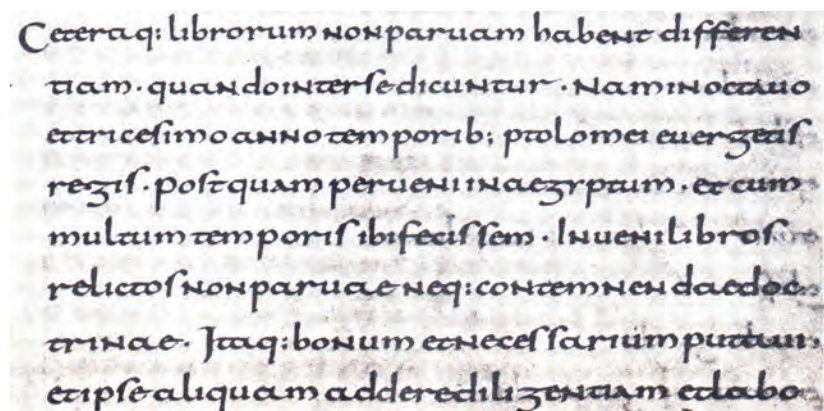 Ceteraq: librorum non paruam habent differen
tiam · quando inter se dicuntur · Nam in octauo
et tricesimo anno temporib; ptolomei euergetis
regis · postquam perueni in aegyptum · et cum
multum temporis ibi fecissem · Inueni libros
relictos non paruae neq: contemnendae doc
trinae · Itaq: bonum et necessarium putaui ·
et ipse aliquam addere diligentiam et labo